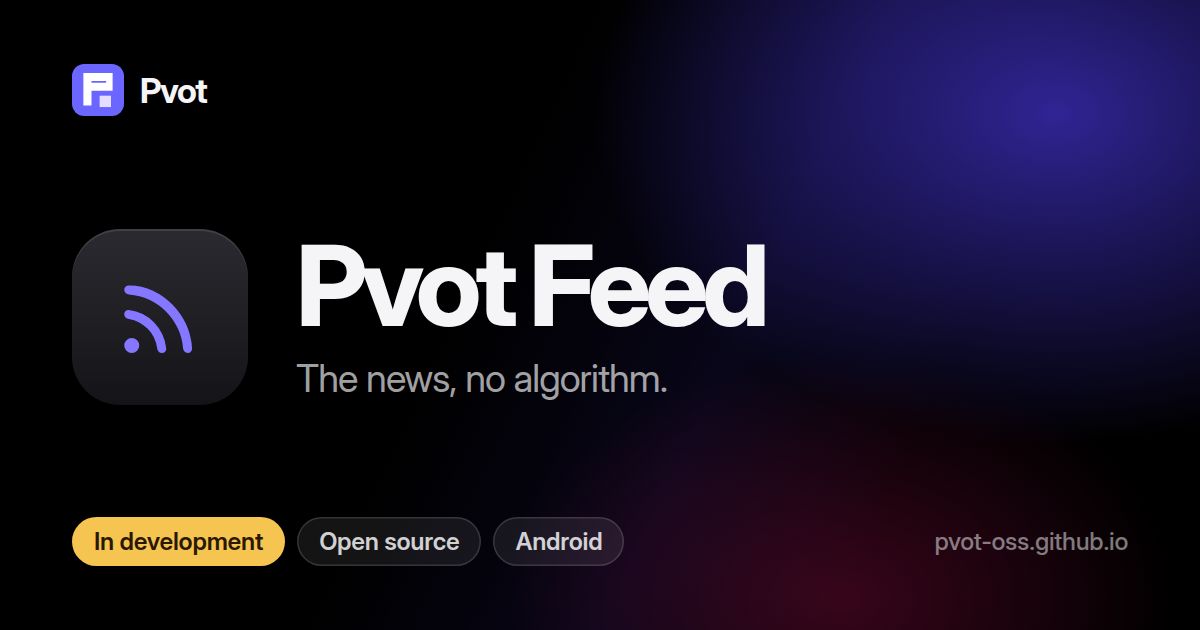 Pvot
Pvot Feed
The news, no algorithm.
In development
Open source
Android
pvot-oss.github.io